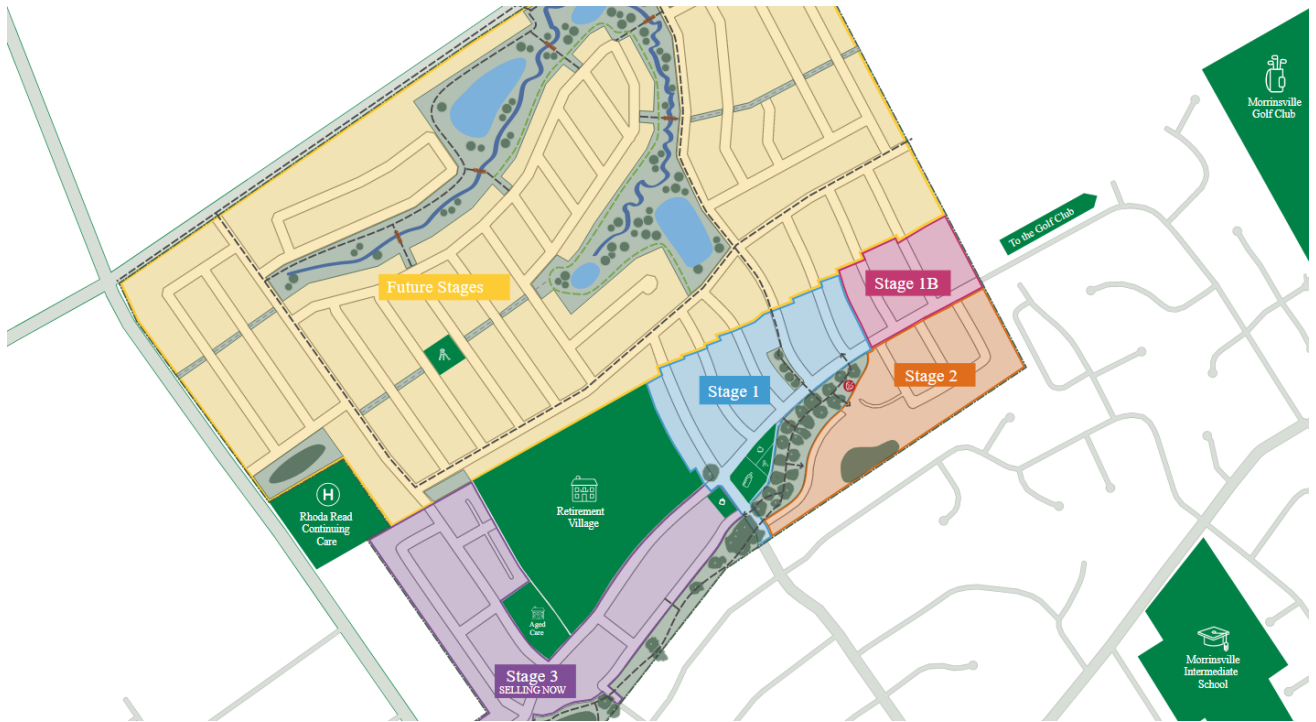 Morrinsville
Golf Club
To the Golf Club
Future Stages
Stage 1B
Stage 1
Stage 2
H
Rhoda Read
Continuing
Care
Retirement
Village
Aged
Care
Stage 3
SELLING NOW
Morrinsville
Intermediate
School